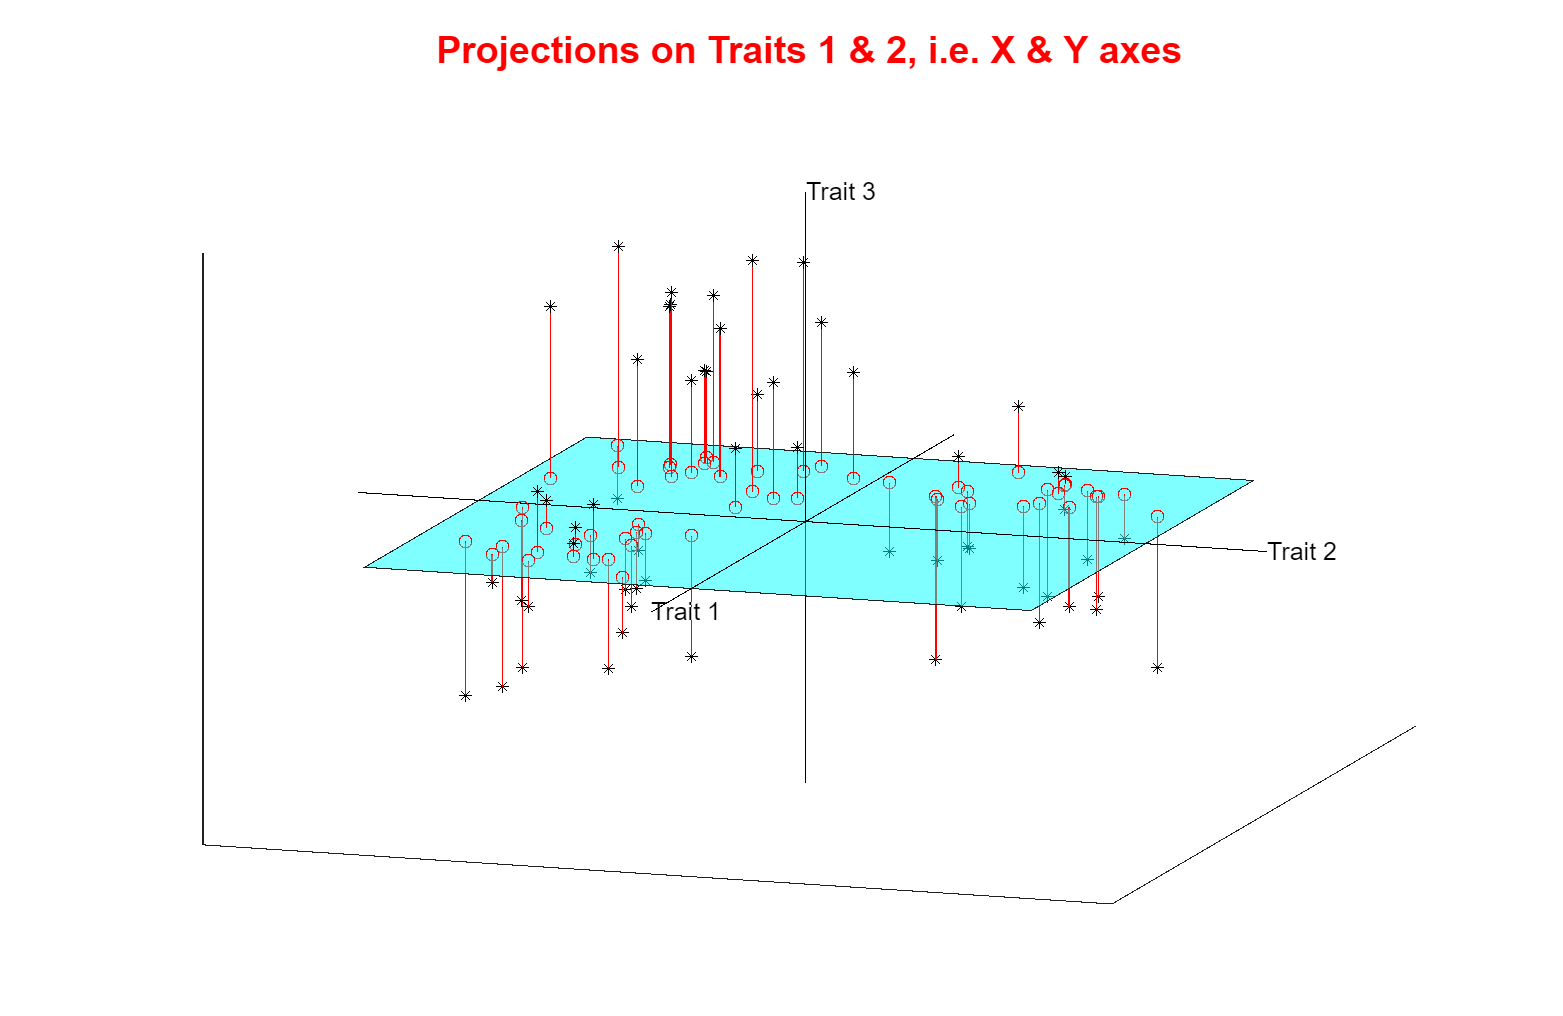 Projections on Traits 1 & 2, i.e. X & Y axes
Trait 3
Trait 2
Trait 1